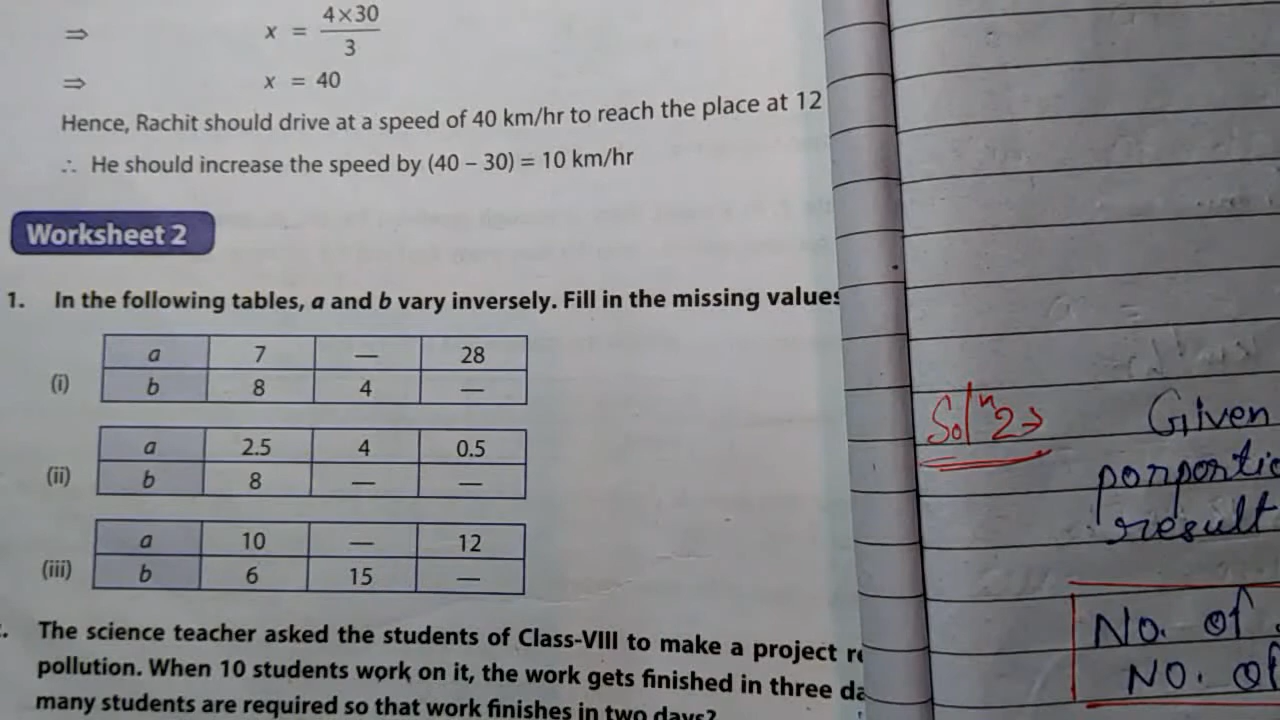 ⇒ x = 4×30
3
⇒ x = 40
Hence, Rachit should drive at a speed of 40 km/hr to reach the place at 12
∴ He should increase the speed by (40 – 30) = 10 km/hr
Worksheet 2
1. In the following tables, a and b vary inversely. Fill in the missing values
a 7 — 28
(i) b 8 4 —
a 2.5 4 0.5
(ii) b 8 — —
a 10 — 12
(iii) b 6 15 —
The science teacher asked the students of Class-VIII to make a project
pollution. When 10 students work on it, the work gets finished in three
many students are required so that work finishes in two days?
Solⁿ 2→ Given
porportio
result
No. of
NO. of